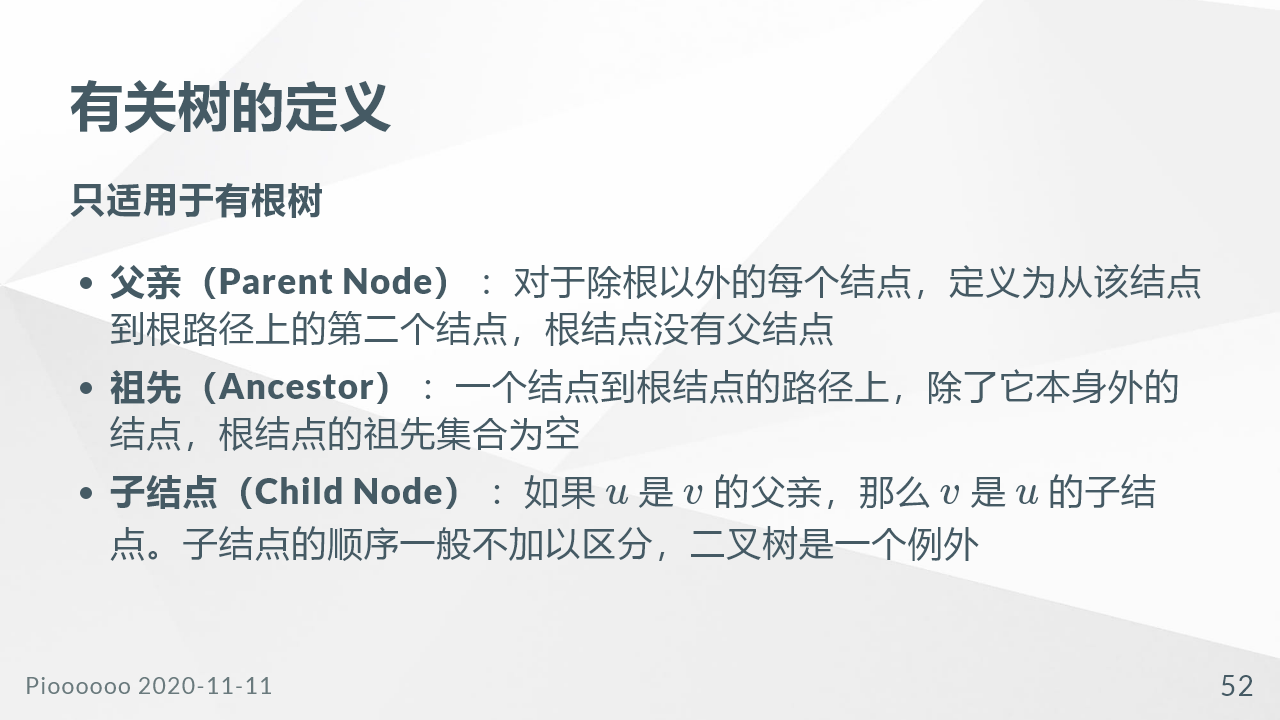 有关树的定义
只适用于有根树
• 父亲（Parent Node）：对于除根以外的每个结点，定义为从该结点
到根路径上的第二个结点，根结点没有父结点
• 祖先（Ancestor）：一个结点到根结点的路径上，除了它本身外的
结点，根结点的祖先集合为空
• 子结点（Child Node）：如果 u 是 v 的父亲，那么 v 是 u 的子结
点。子结点的顺序一般不加以区分，二叉树是一个例外
Pioooooo 2020-11-11
52